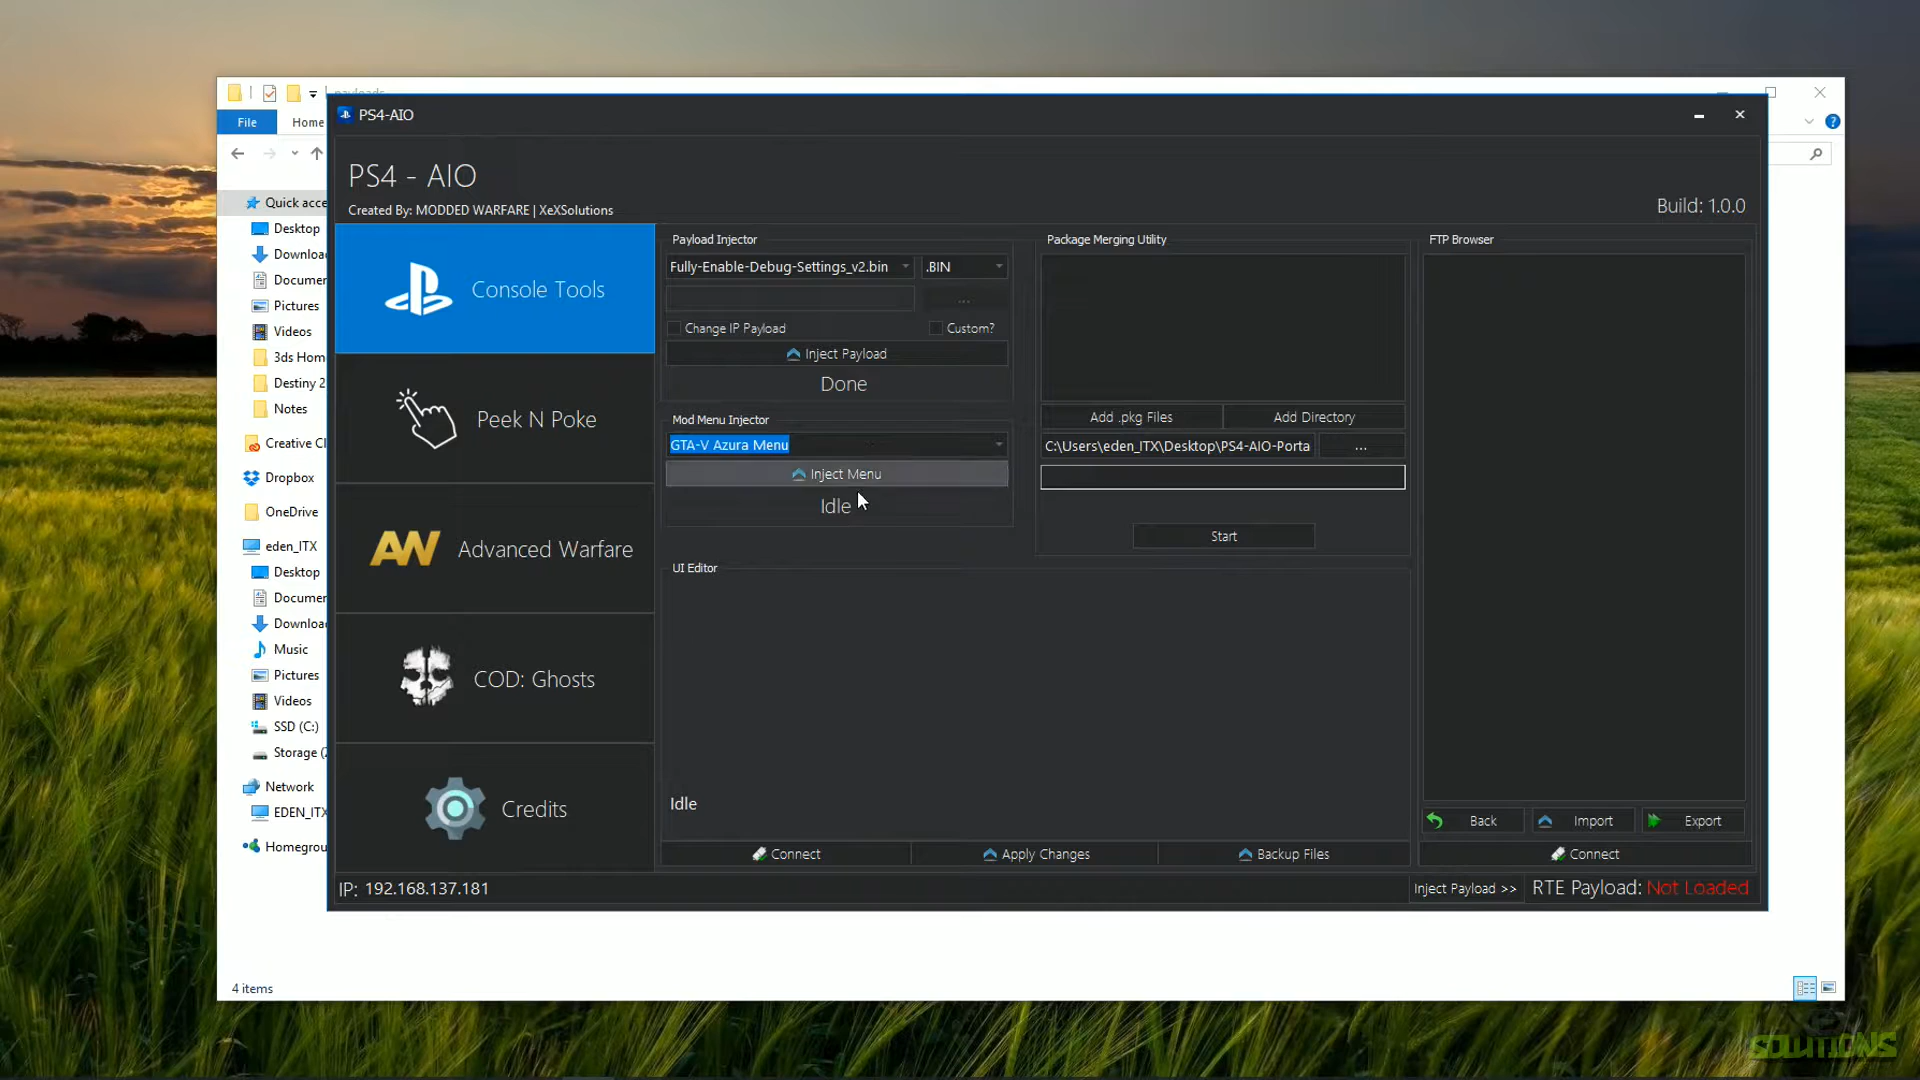 payloads
File
Home
PS4-AIO
PS4 - AIO
Created By: MODDED WARFARE | XeXSolutions
Build: 1.0.0
Quick acce
Desktop
Downloa
Documer
Pictures
Videos
3ds Hom
Destiny 2
Notes
Creative Cl
Dropbox
OneDrive
eden_ITX
Desktop
Documer
Downloa
Music
Pictures
Videos
SSD (C:)
Storage (
Network
EDEN_ITX
Homegrou
4 items
Console Tools
Peek N Poke
AW Advanced Warfare
COD: Ghosts
Credits
Payload Injector
Fully-Enable-Debug-Settings_v2.bin
.BIN
...
Change IP Payload
Custom?
Inject Payload
Done
Mod Menu Injector
GTA-V Azura Menu
Inject Menu
Idle
Package Merging Utility
Add .pkg Files
Add Directory
C:\Users\eden_ITX\Desktop\PS4-AIO-Porta
...
Start
UI Editor
Idle
Connect
Apply Changes
Backup Files
FTP Browser
Back
Import
Export
Connect
IP: 192.168.137.181
Inject Payload >>
RTE Payload: Not Loaded
SOLUTIONS